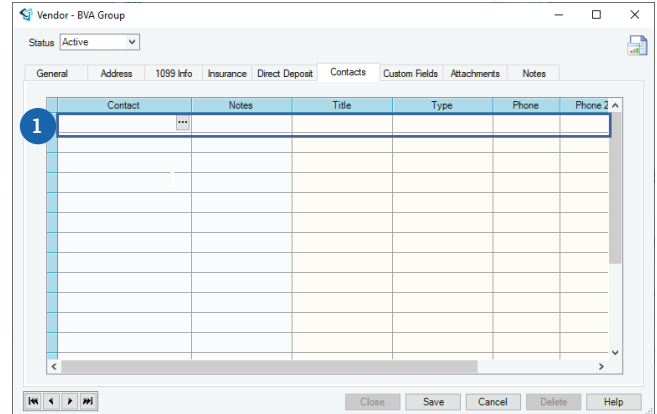 Vendor - BVA Group
Status Active
General Address 1099 Info Insurance Direct Deposit Contacts Custom Fields Attachments Notes
Contact Notes Title Type Phone Phone 2
1
Close Save Cancel Delete Help